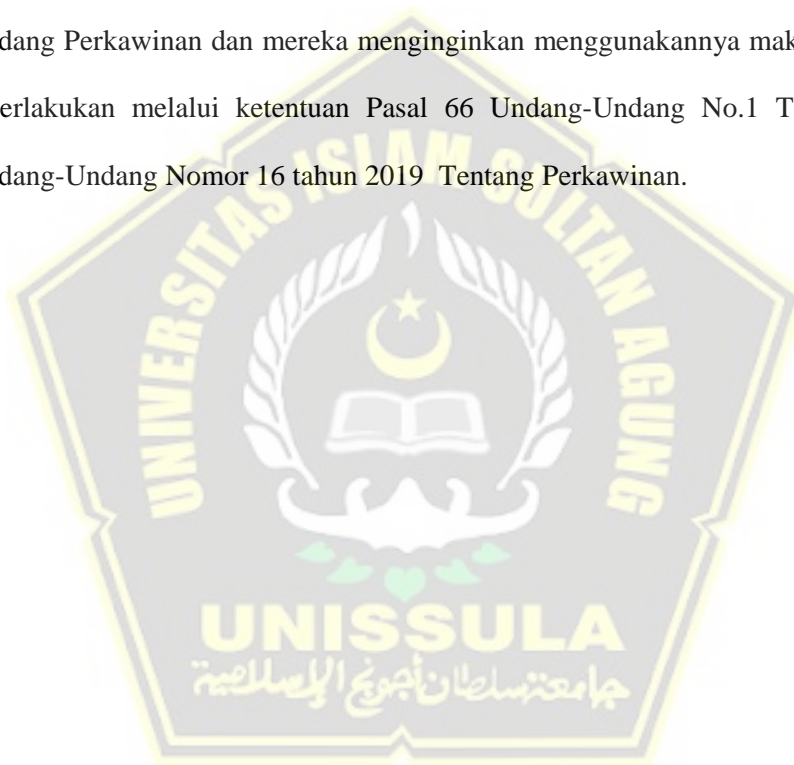 dang Perkawinan dan mereka menginginkan menggunakannya mak
erlakukan melalui ketentuan Pasal 66 Undang-Undang No.1 T
dang-Undang Nomor 16 tahun 2019 Tentang Perkawinan.
UNIVERSITAS ISLAM SULTAN AGUNG
UNISSULA
جامعة سلطان أجونج الإسلامية